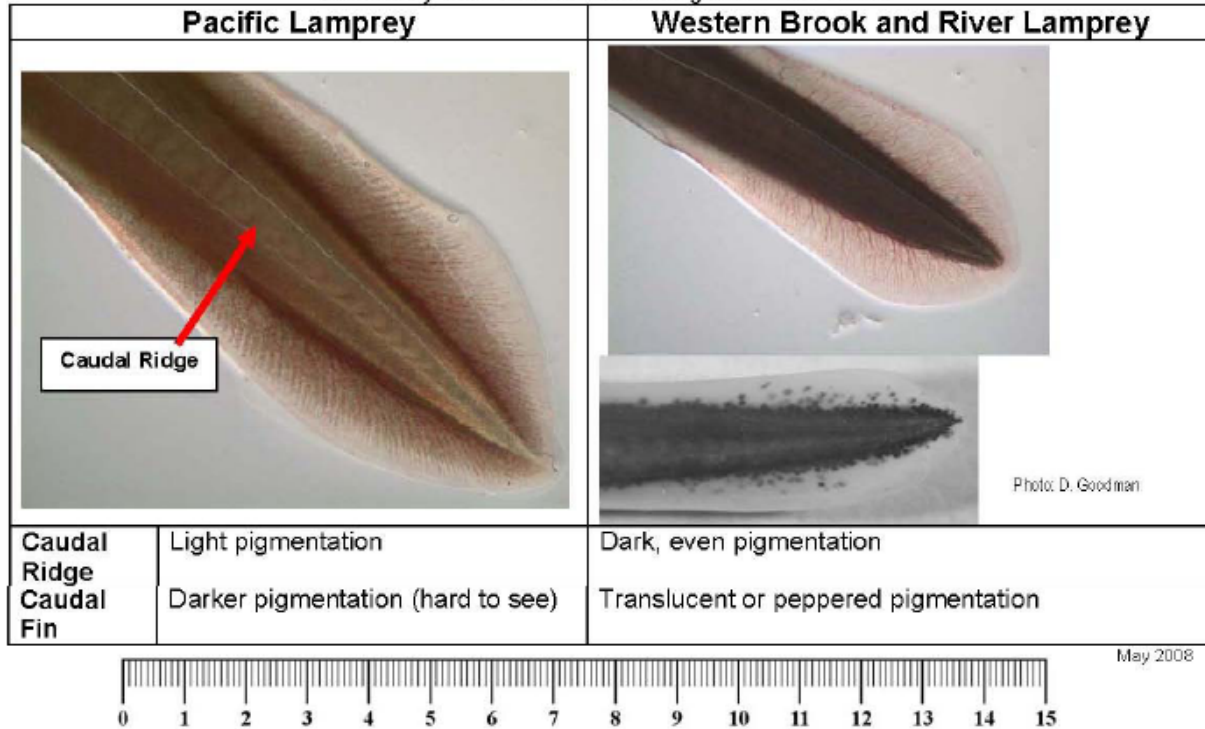 Pacific Lamprey
Western Brook and River Lamprey
Caudal Ridge
Photo: D. Goodman
Caudal
Ridge
Light pigmentation
Dark, even pigmentation
Caudal
Fin
Darker pigmentation (hard to see)
Translucent or peppered pigmentation
May 2008
0 1 2 3 4 5 6 7 8 9 10 11 12 13 14 15